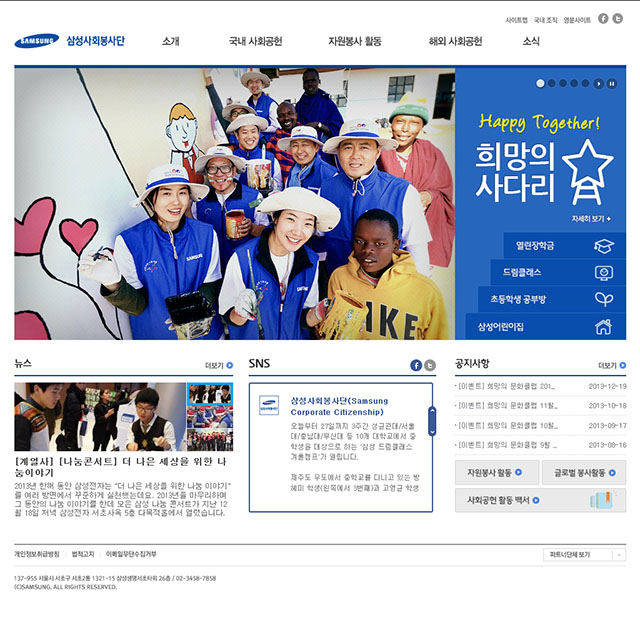 사이트맵 국내 조직 영문사이트
SAMSUNG 삼성사회봉사단
소개 국내 사회공헌 자원봉사 활동 해외 사회공헌 소식
Happy Together!
희망의
사다리
자세히 보기 +
열린장학금
드림클래스
초등학생 공부방
삼성어린이집
IKE
뉴스 더보기
[계열사] [나눔콘서트] 더 나은 세상을 위한 나
눔이야기
2013년 한해 동안 삼성전자는 "더 나은 세상을 위한 나눔 이야기"
를 여러 방면에서 꾸준하게 실천했는데요. 2013년을 마무리하며
그 동안의 나눔 이야기를 한데 모은 삼성 나눔 콘서트가 지난 12
월 18일 저녁 삼성전자 서초사옥 5층 다목적홀에서 열렸습니다.
SNS
SAMSUNG
삼성사회봉사단(Samsung
Corporate Citizenship)
오늘부터 27일까지 3주간 성균관대/서울
대/충남대/부산대 등 10개 대학교에서 중
학생을 대상으로 하는 '삼성 드림클래스
겨울캠프'가 열립니다.
제주도 우도에서 중학교를 다니고 있는 방
혜미 학생(왼쪽에서 3번째)과 고영균 학생
공지사항 더보기
[이벤트] 희망의 문화클럽 201... 2013-12-19
[이벤트] 희망의 문화클럽 11월... 2013-10-18
[이벤트] 희망의 문화클럽 10월... 2013-09-17
[이벤트] 희망의 문화클럽 9월 ... 2013-08-16
자원봉사 활동 글로벌 봉사활동
사회공헌 활동 백서
개인정보취급방침 법적고지 이메일무단수집거부
파트너단체 보기
137-955 서울시 서초구 서초2동 1321-15 삼성생명서초타워 26층 / 02-3458-7858
(C)SAMSUNG. ALL RIGHTS RESERVED.